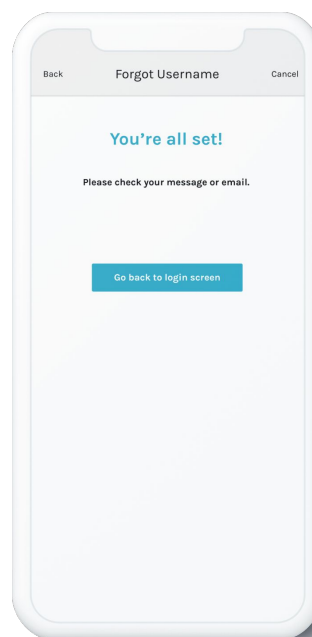 Back Forgot Username Cancel
You're all set!
Please check your message or email.
Go back to login screen